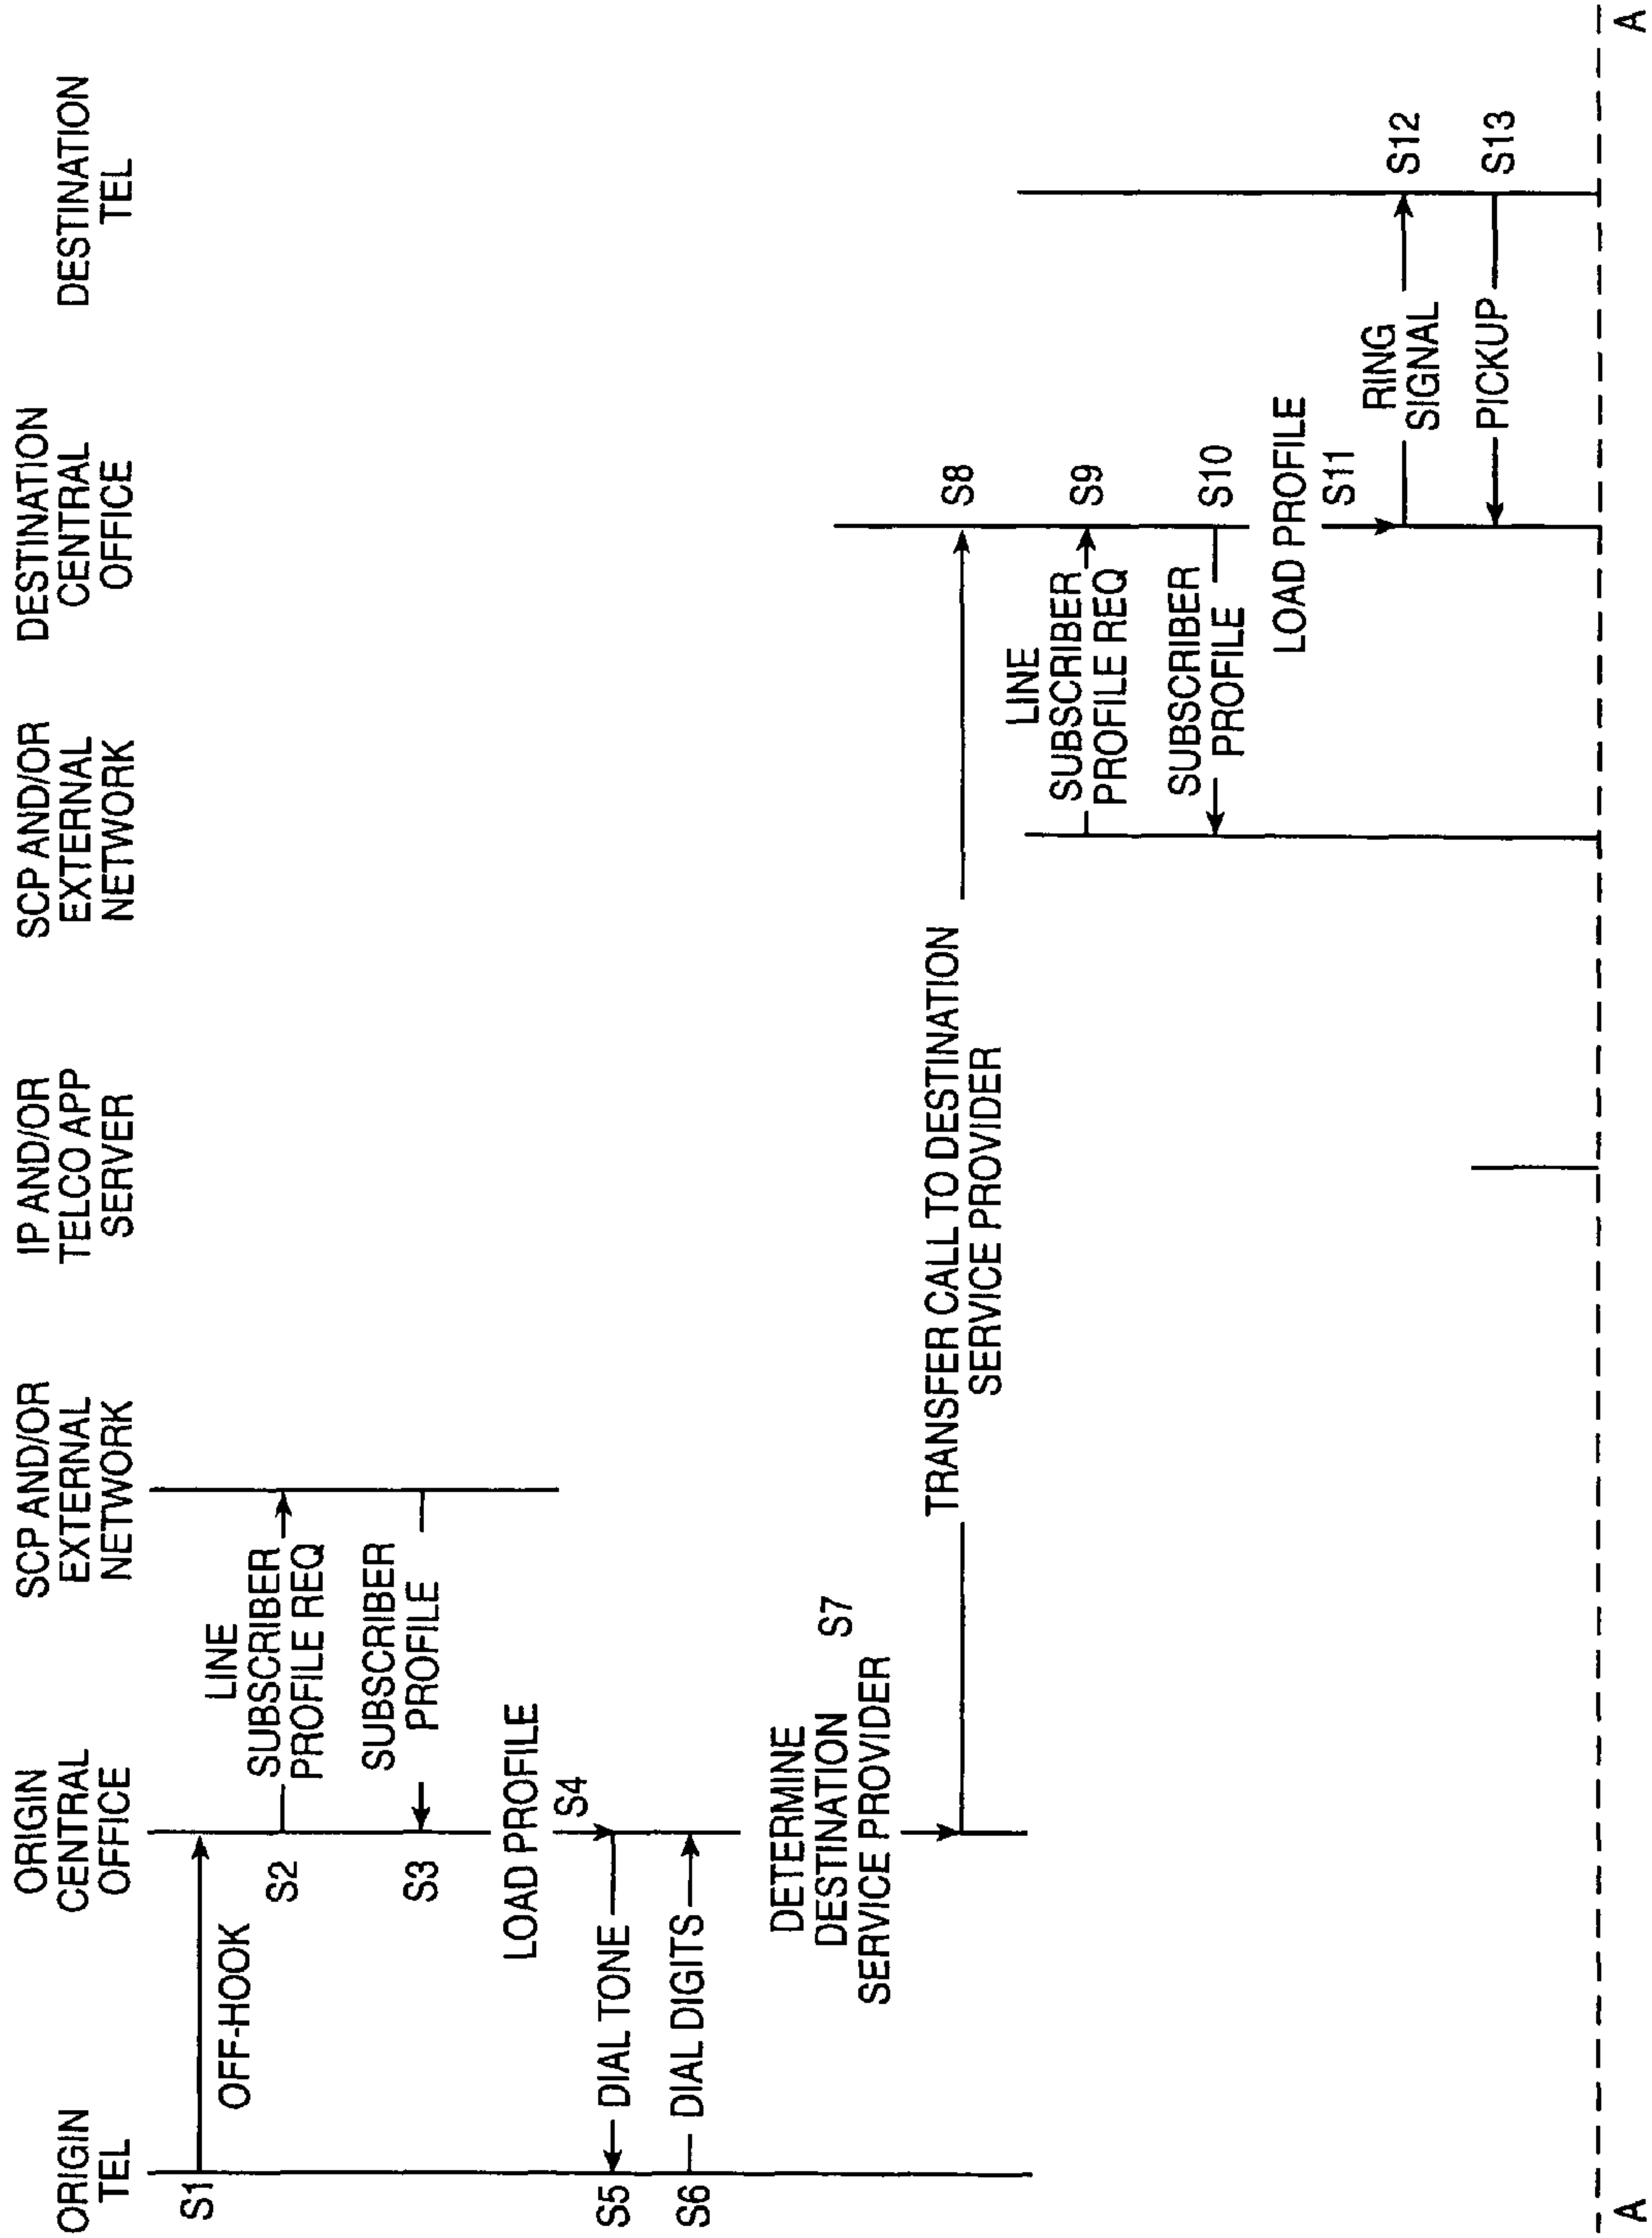 ORIGIN
TEL
ORIGIN
CENTRAL
OFFICE
SCP AND/OR
EXTERNAL
NETWORK
IP AND/OR
TELCO APP
SERVER
SCP AND/OR
EXTERNAL
NETWORK
DESTINATION
CENTRAL
OFFICE
DESTINATION
TEL
S1
OFF-HOOK
S2
LINE
SUBSCRIBER
PROFILE REQ
S3
SUBSCRIBER
PROFILE
LOAD PROFILE
S4
S5
DIAL TONE
S6
DIAL DIGITS
DETERMINE
DESTINATION
SERVICE PROVIDER
S7
TRANSFER CALL TO DESTINATION
SERVICE PROVIDER
S8
LINE
SUBSCRIBER
PROFILE REQ
S9
SUBSCRIBER
PROFILE
S10
LOAD PROFILE
S11
RING
SIGNAL
S12
PICKUP
S13
A
A